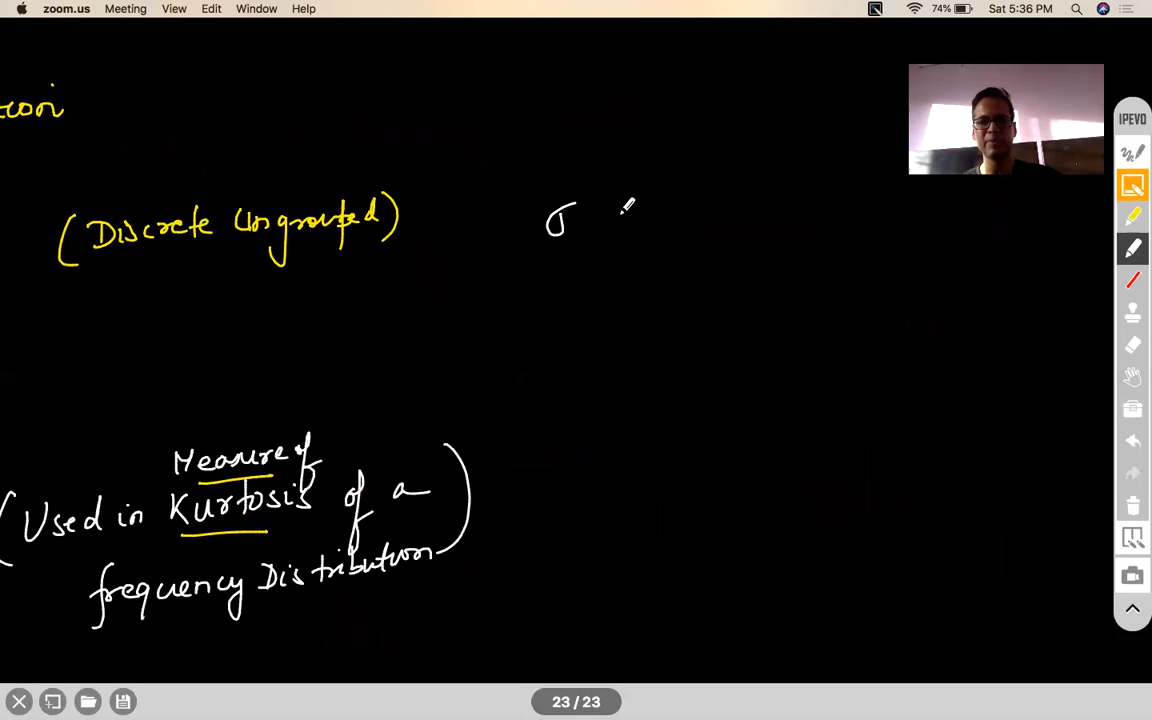 zoom.us Meeting View Edit Window Help 74% Sat 5:36 PM
IPEVO
(Discrete Ungrouped) σ
Measure of
(Used in Kurtosis of a)
frequency Distribution
23 / 23